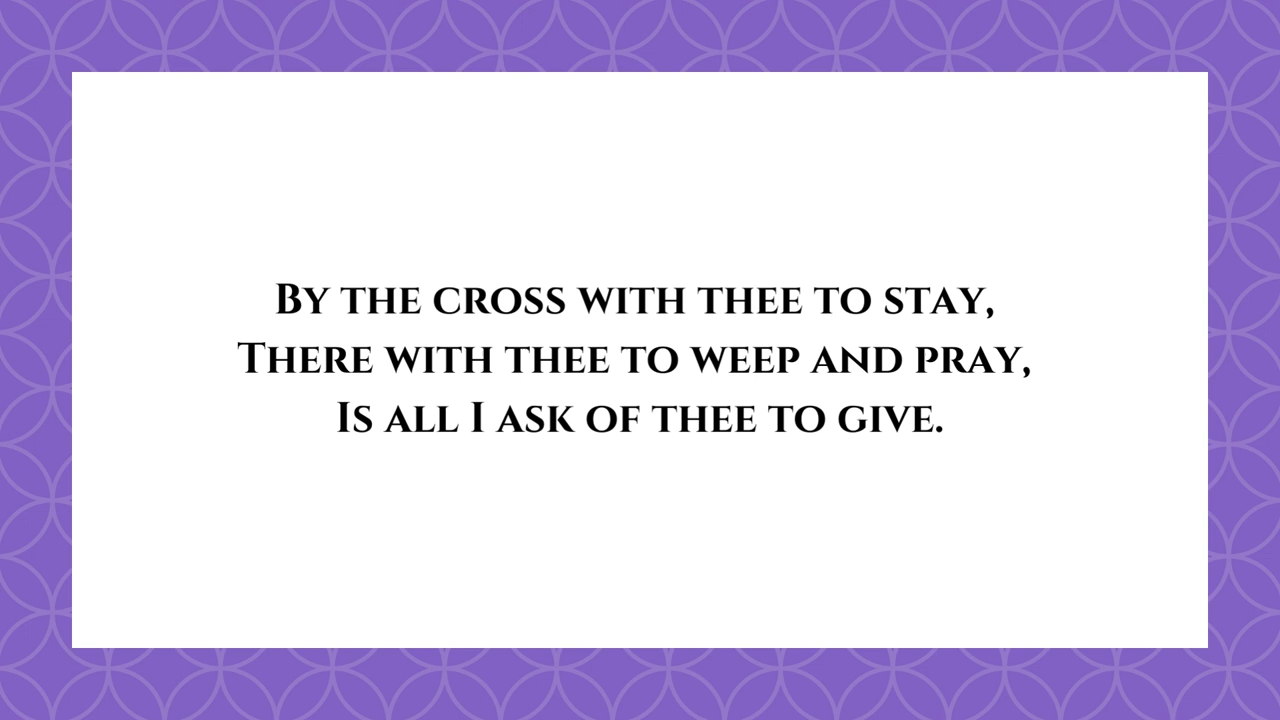 By the cross with thee to stay,
There with thee to weep and pray,
Is all I ask of thee to give.